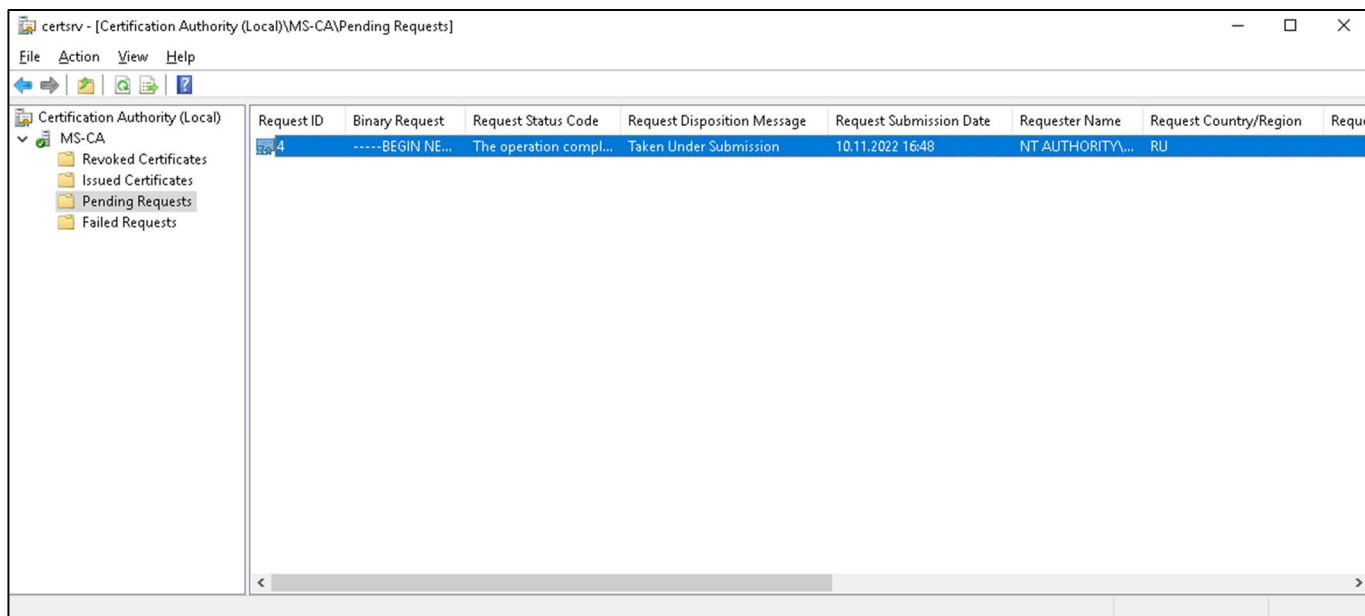 certsrv - [Certification Authority (Local)\MS-CA\Pending Requests]
File Action View Help
Certification Authority (Local)
MS-CA
Revoked Certificates
Issued Certificates
Pending Requests
Failed Requests
Request ID Binary Request Request Status Code Request Disposition Message Request Submission Date Requester Name Request Country/Region Reque
4 -----BEGIN NE... The operation compl... Taken Under Submission 10.11.2022 16:48 NT AUTHORITY\... RU